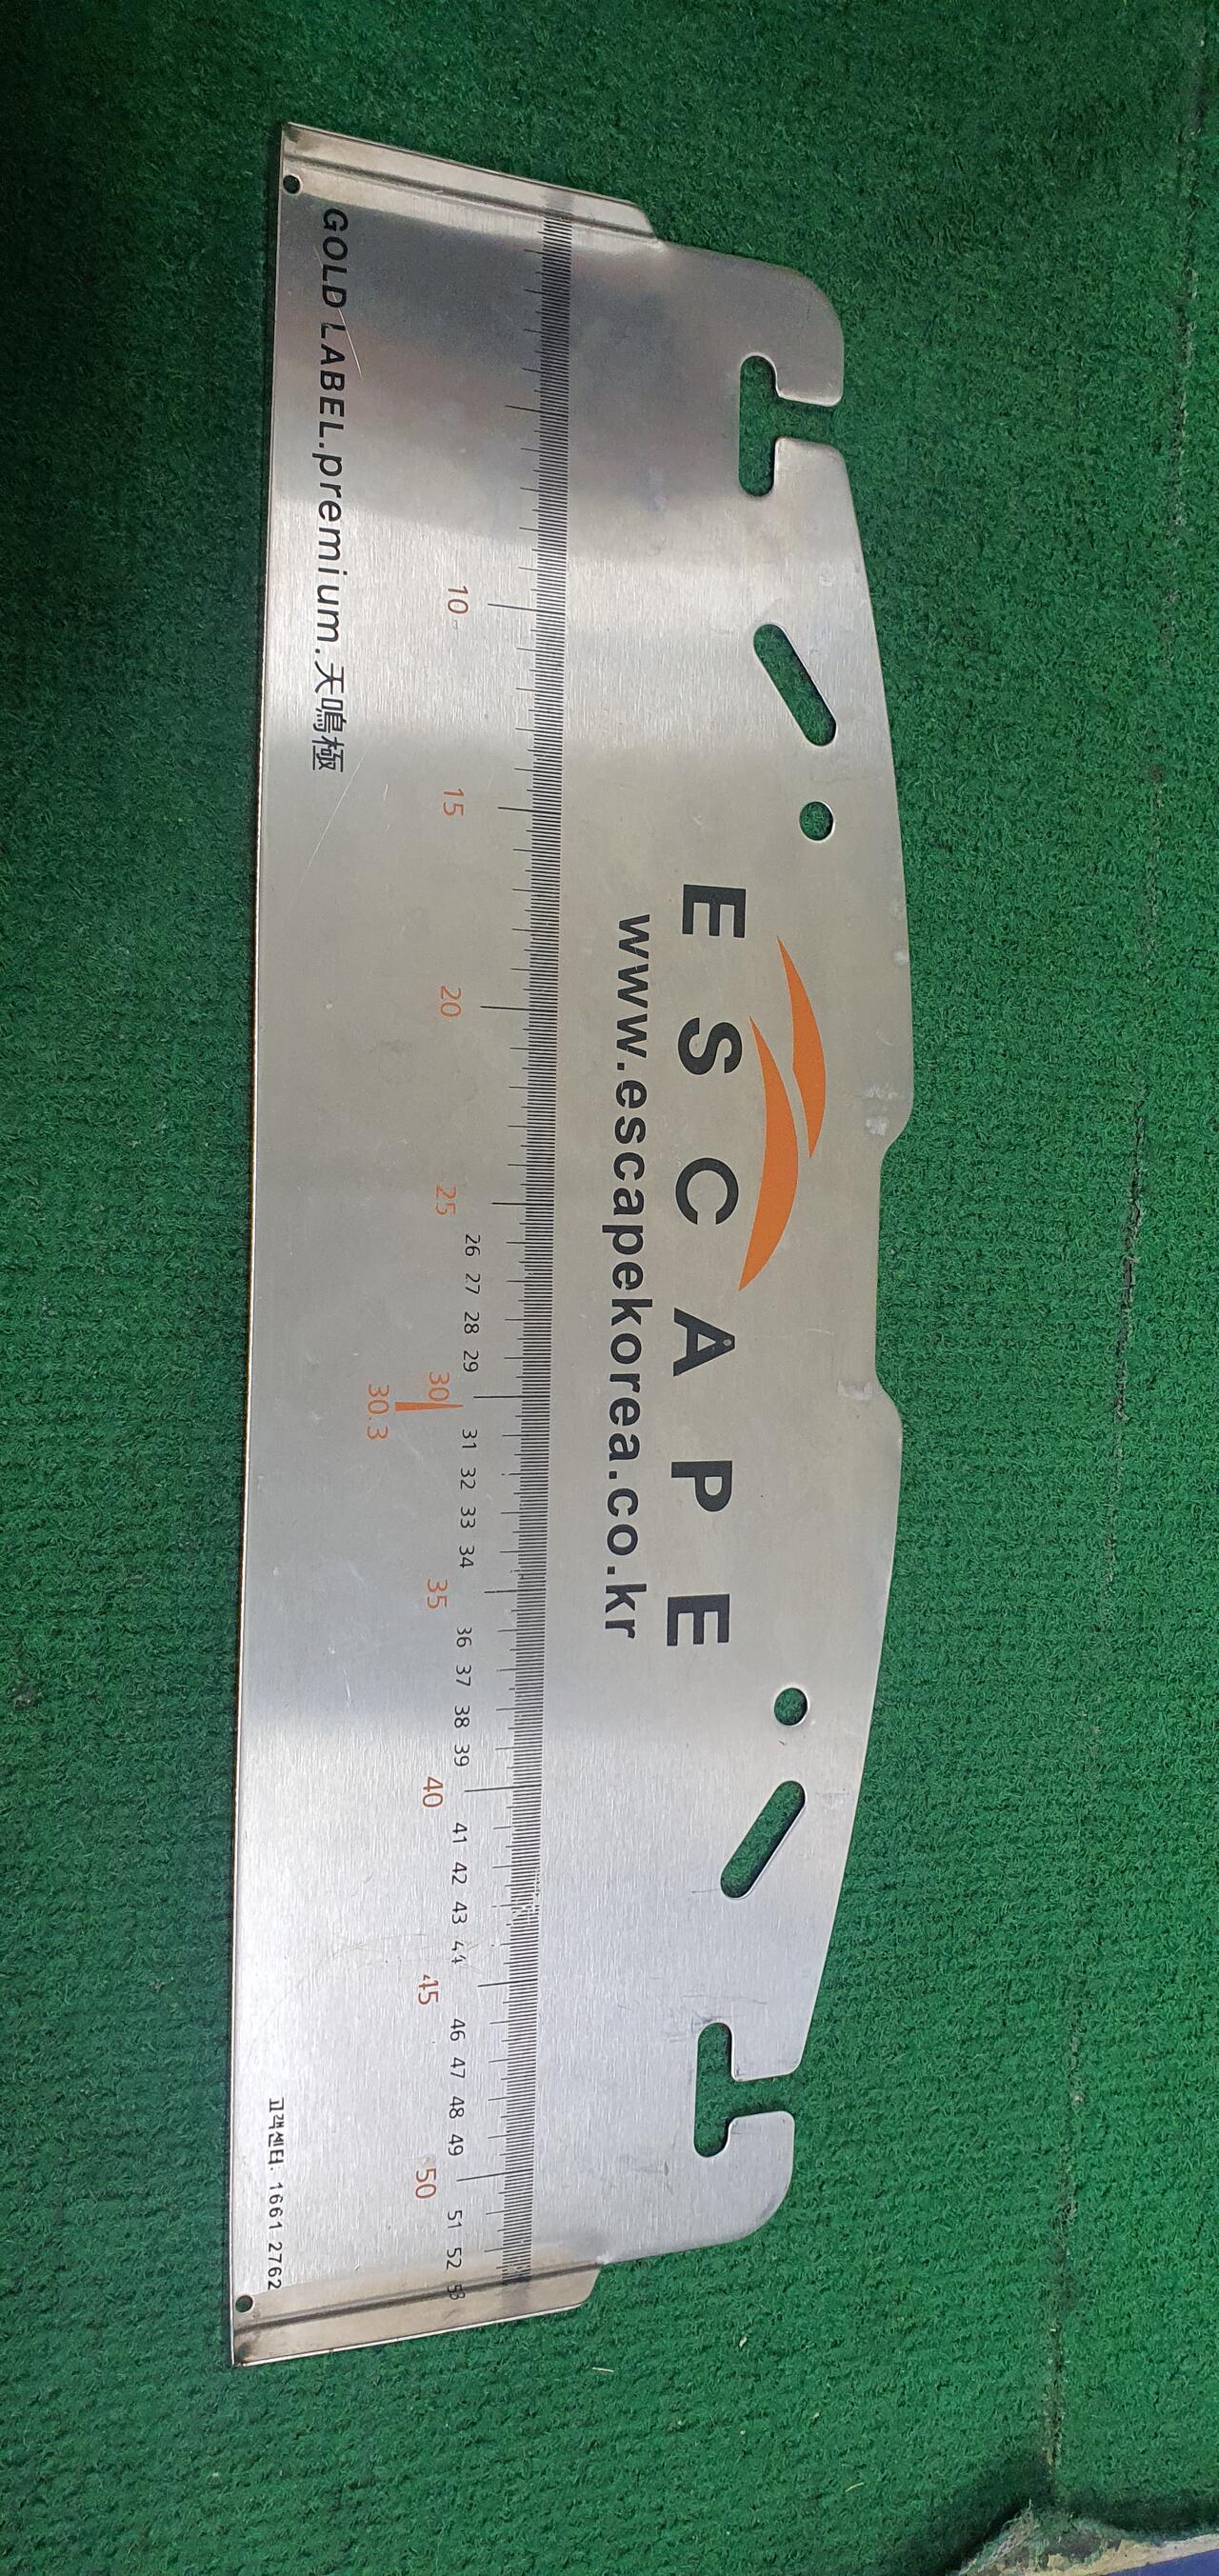 ESCAPE
www.escapekorea.co.kr
10 15 20 25 26 27 28 29 30 31 32 33 34 35 36 37 38 39 40 41 42 43 44 45 46 47 48 49 50 51 52 53
30.3
GOLD LABEL.premium.天鳴極
고객센터: 1661 2762